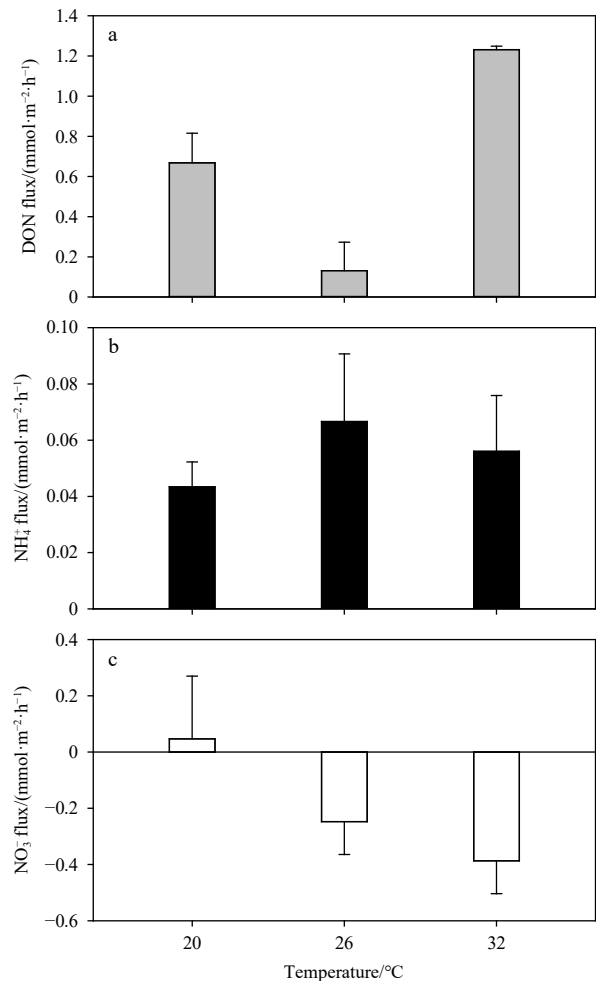 a
DON flux/(mmol·m⁻²·h⁻¹)
1.4
1.2
1.0
0.8
0.6
0.4
0.2
0
b
NH₄⁺ flux/(mmol·m⁻²·h⁻¹)
0.10
0.08
0.06
0.04
0.02
0
c
NO₃⁻ flux/(mmol·m⁻²·h⁻¹)
0.4
0.2
0
−0.2
−0.4
−0.6
20 26 32
Temperature/°C